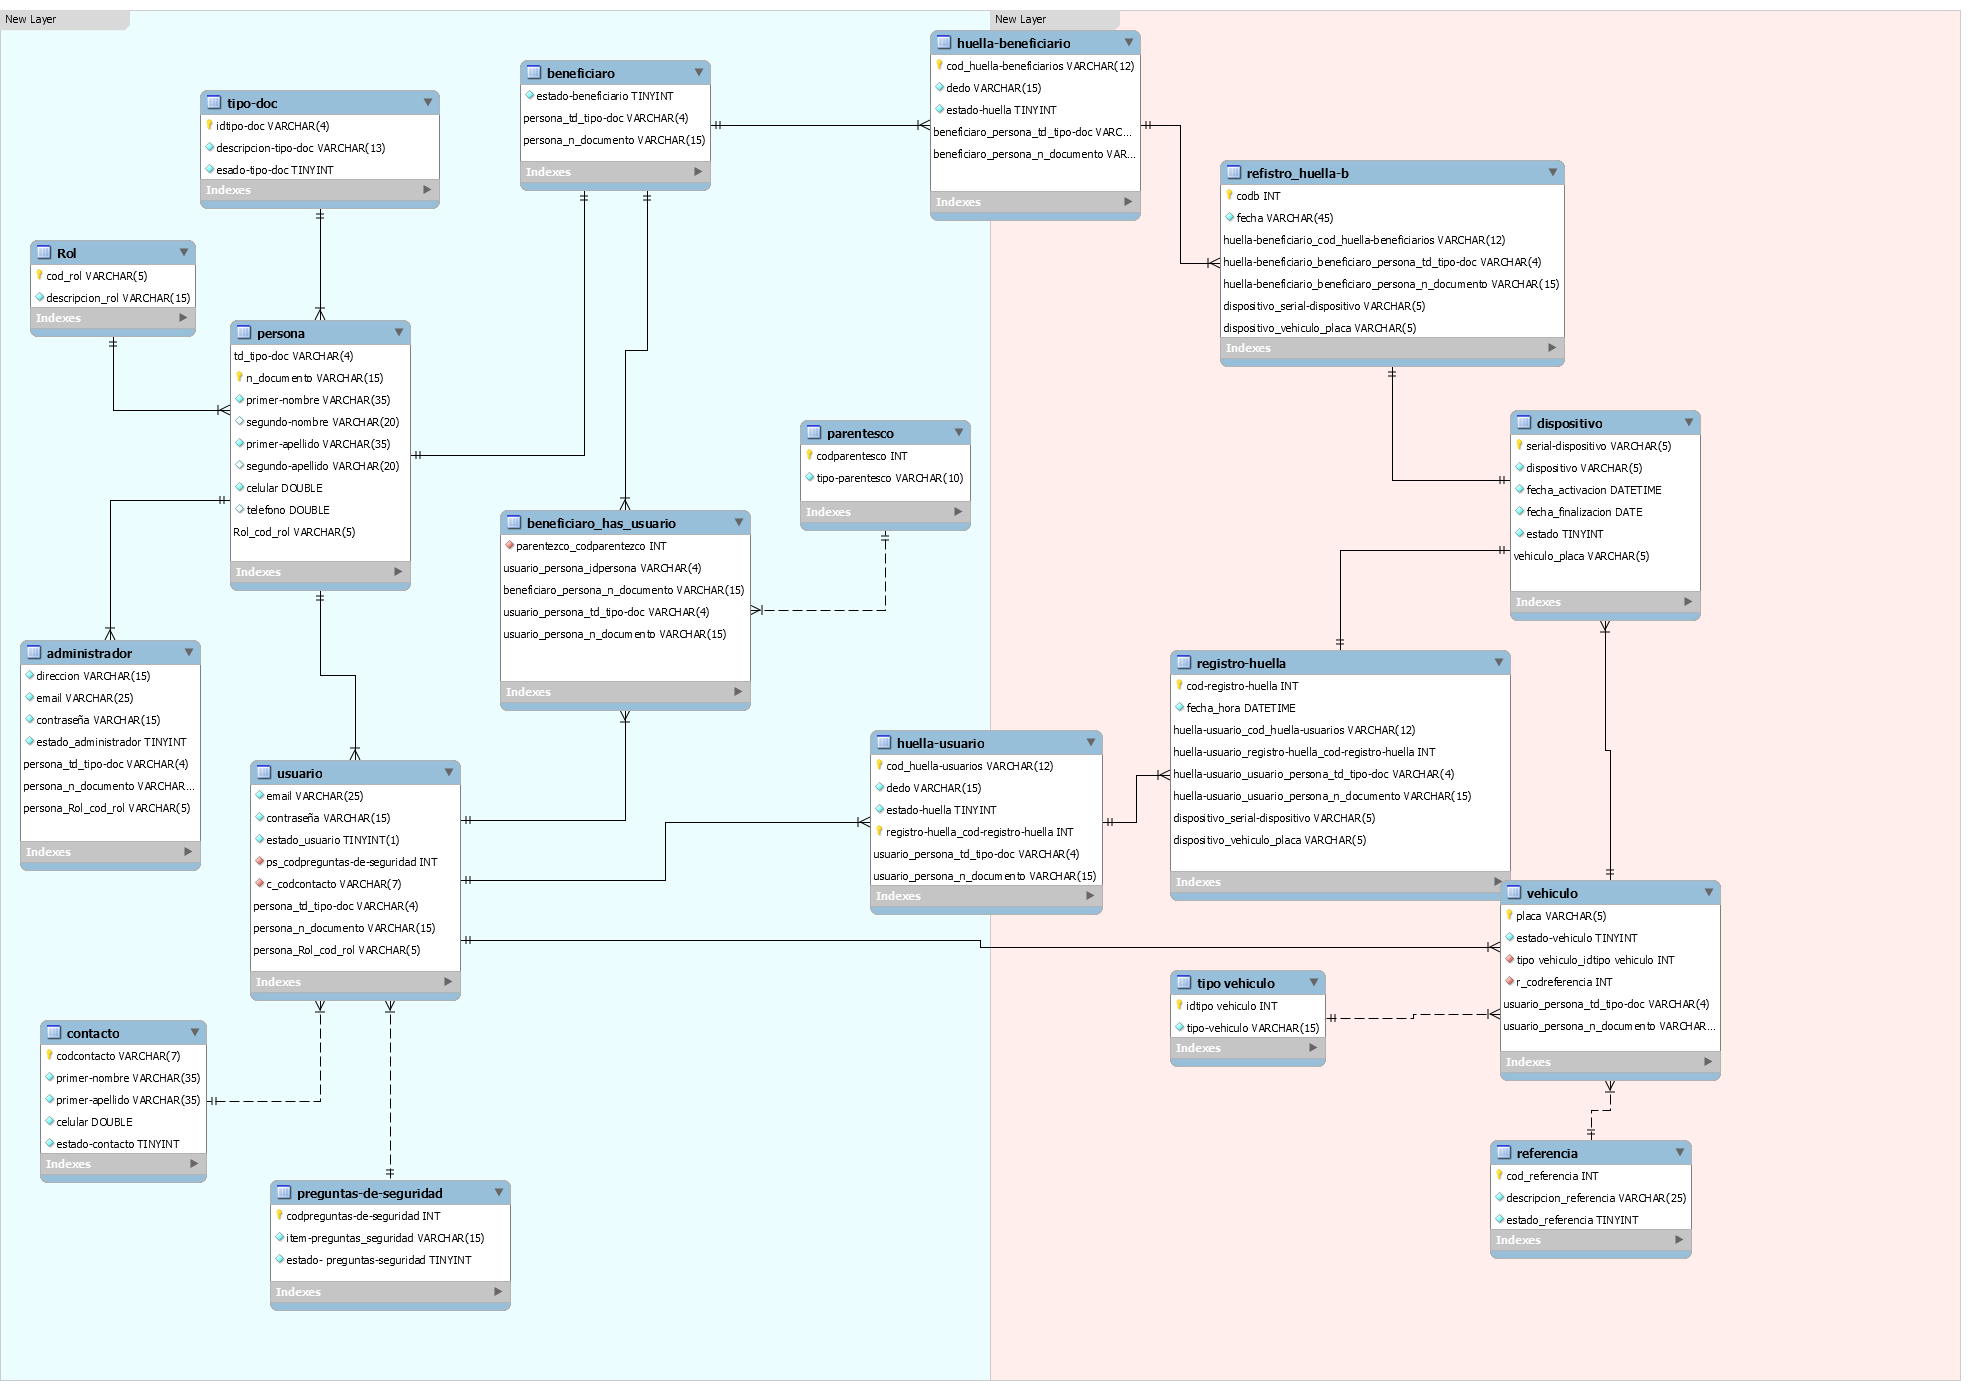 New Layer
New Layer
tipo-doc
idtipo-doc VARCHAR(4)
descripcion-tipo-doc VARCHAR(13)
esado-tipo-doc TINYINT
Indexes
beneficiaro
estado-beneficiario TINYINT
persona_td_tipo-doc VARCHAR(4)
persona_n_documento VARCHAR(15)
Indexes
huella-beneficiario
cod_huella-beneficiarios VARCHAR(12)
dedo VARCHAR(15)
estado-huella TINYINT
beneficiaro_persona_td_tipo-doc VARC...
beneficiaro_persona_n_documento VAR...
Indexes
refistro_huella-b
codb INT
fecha VARCHAR(45)
huella-beneficiario_cod_huella-beneficiarios VARCHAR(12)
huella-beneficiario_beneficiaro_persona_td_tipo-doc VARCHAR(4)
huella-beneficiario_beneficiaro_persona_n_documento VARCHAR(15)
dispositivo_serial-dispositivo VARCHAR(5)
dispositivo_vehiculo_placa VARCHAR(5)
Indexes
Rol
cod_rol VARCHAR(5)
descripcion_rol VARCHAR(15)
Indexes
persona
td_tipo-doc VARCHAR(4)
n_documento VARCHAR(15)
primer-nombre VARCHAR(35)
segundo-nombre VARCHAR(20)
primer-apellido VARCHAR(35)
segundo-apellido VARCHAR(20)
celular DOUBLE
telefono DOUBLE
Rol_cod_rol VARCHAR(5)
Indexes
parentesco
codparentesco INT
tipo-parentesco VARCHAR(10)
Indexes
dispositivo
serial-dispositivo VARCHAR(5)
dispositivo VARCHAR(5)
fecha_activacion DATETIME
fecha_finalizacion DATE
estado TINYINT
vehiculo_placa VARCHAR(5)
Indexes
beneficiaro_has_usuario
parentezco_codparentezco INT
usuario_persona_idpersona VARCHAR(4)
beneficiaro_persona_n_documento VARCHAR(15)
usuario_persona_td_tipo-doc VARCHAR(4)
usuario_persona_n_documento VARCHAR(15)
Indexes
administrador
direccion VARCHAR(15)
email VARCHAR(25)
contraseña VARCHAR(15)
estado_administrador TINYINT
persona_td_tipo-doc VARCHAR(4)
persona_n_documento VARCHAR...
persona_Rol_cod_rol VARCHAR(5)
Indexes
registro-huella
cod-registro-huella INT
fecha_hora DATETIME
huella-usuario_cod_huella-usuarios VARCHAR(12)
huella-usuario_registro-huella_cod-registro-huella INT
huella-usuario_usuario_persona_td_tipo-doc VARCHAR(4)
huella-usuario_usuario_persona_n_documento VARCHAR(15)
dispositivo_serial-dispositivo VARCHAR(5)
dispositivo_vehiculo_placa VARCHAR(5)
Indexes
huella-usuario
cod_huella-usuarios VARCHAR(12)
dedo VARCHAR(15)
estado-huella TINYINT
registro-huella_cod-registro-huella INT
usuario_persona_td_tipo-doc VARCHAR(4)
usuario_persona_n_documento VARCHAR(15)
Indexes
usuario
email VARCHAR(25)
contraseña VARCHAR(15)
estado_usuario TINYINT(1)
ps_codpreguntas-de-seguridad INT
c_codcontacto VARCHAR(7)
persona_td_tipo-doc VARCHAR(4)
persona_n_documento VARCHAR(15)
persona_Rol_cod_rol VARCHAR(5)
Indexes
vehiculo
placa VARCHAR(5)
estado-vehiculo TINYINT
tipo vehiculo_idtipo vehiculo INT
r_codreferencia INT
usuario_persona_td_tipo-doc VARCHAR(4)
usuario_persona_n_documento VARCHAR...
Indexes
tipo vehiculo
idtipo vehiculo INT
tipo-vehiculo VARCHAR(15)
Indexes
contacto
codcontacto VARCHAR(7)
primer-nombre VARCHAR(35)
primer-apellido VARCHAR(35)
celular DOUBLE
estado-contacto TINYINT
Indexes
preguntas-de-seguridad
codpreguntas-de-seguridad INT
item-preguntas_seguridad VARCHAR(15)
estado- preguntas-seguridad TINYINT
Indexes
referencia
cod_referencia INT
descripcion_referencia VARCHAR(25)
estado_referencia TINYINT
Indexes